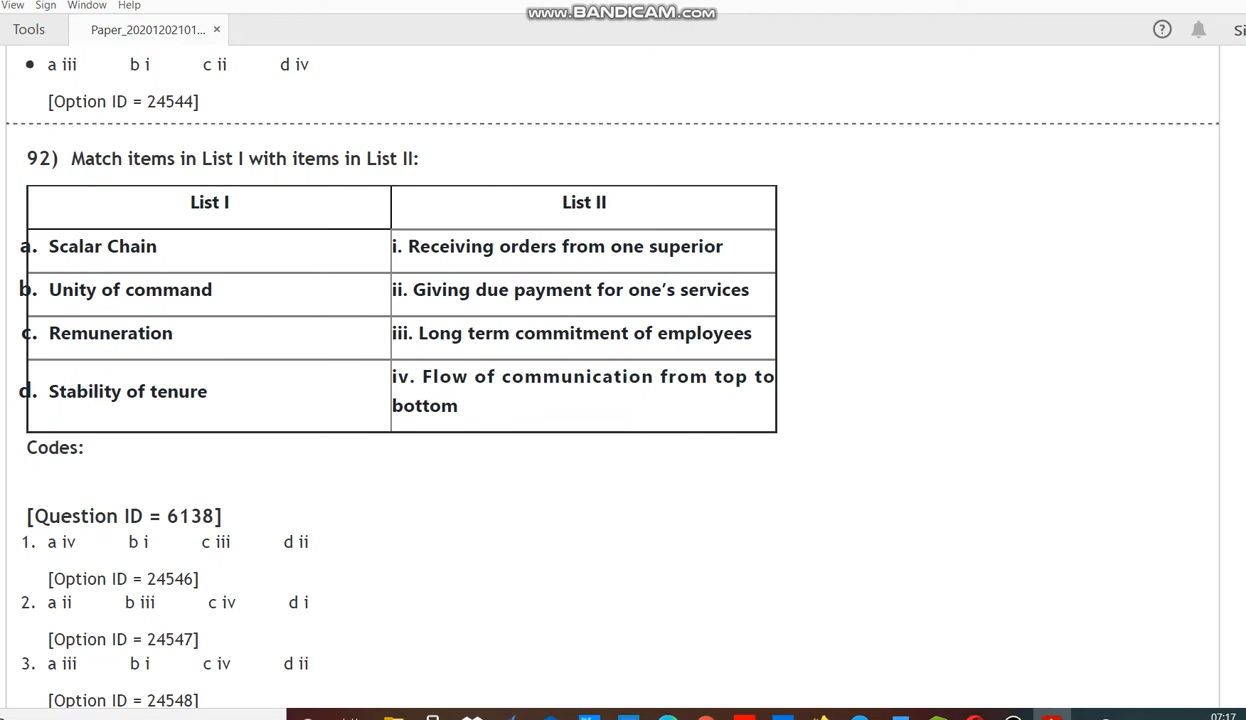 View Sign Window Help
www.BANDICAM.com
Tools Paper_20201202101... × ?
• a iii b i c ii d iv
[Option ID = 24544]
92) Match items in List I with items in List II:
List I List II
a. Scalar Chain i. Receiving orders from one superior
b. Unity of command ii. Giving due payment for one’s services
c. Remuneration iii. Long term commitment of employees
d. Stability of tenure iv. Flow of communication from top to
bottom
Codes:
[Question ID = 6138]
1. a iv b i c iii d ii
[Option ID = 24546]
2. a ii b iii c iv d i
[Option ID = 24547]
3. a iii b i c iv d ii
[Option ID = 24548]
07:17